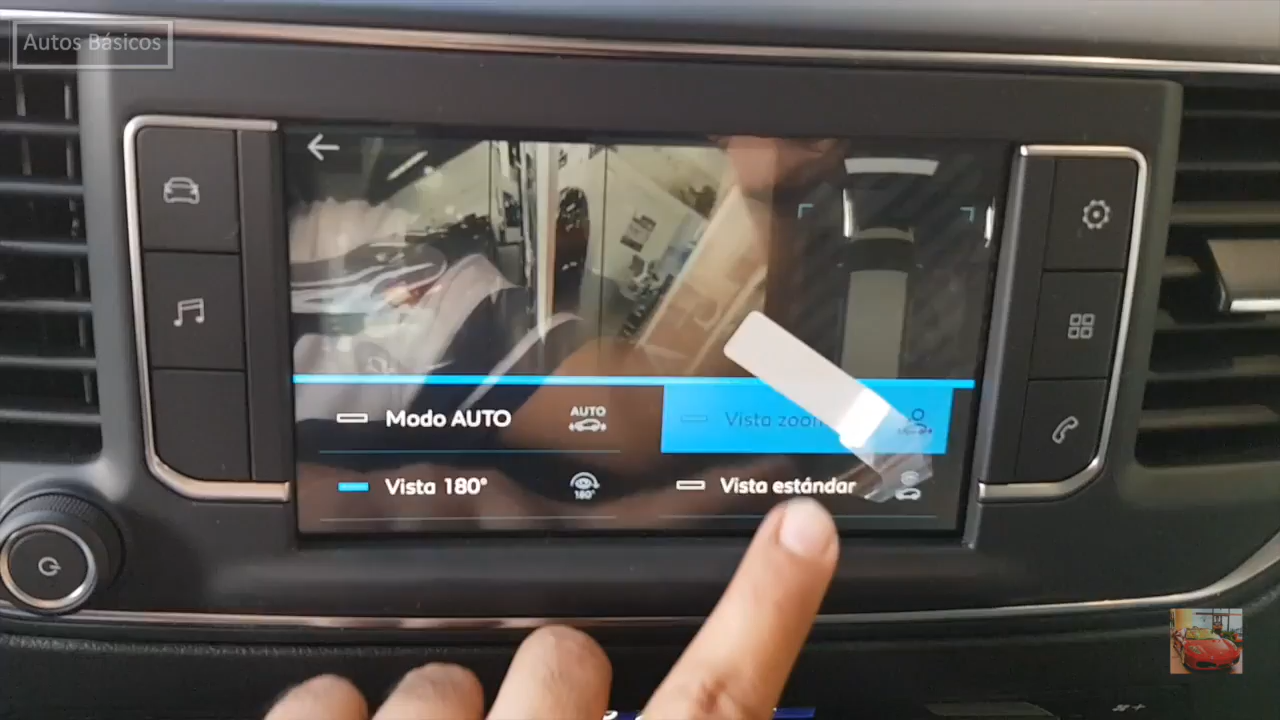 Autos Básicos
Modo AUTO
AUTO
Vista zoom
Vista 180°
180°
Vista estándar